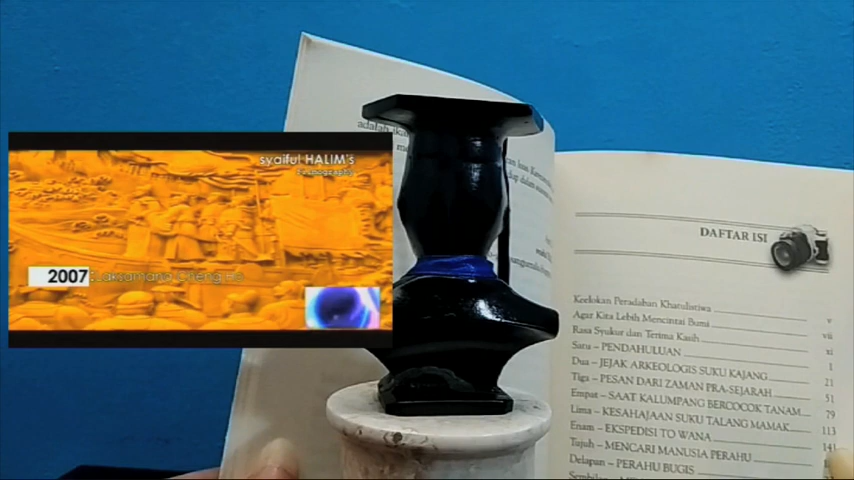 syaiful HALIM's
2007 :Laksamana Cheng Ho
adalah
DAFTAR ISI
Keelokan Peradaban Khatulistiwa v
Agar Kita Lebih Mencintai Bumi vii
Rasa Syukur dan Terima Kasih xi
Satu – PENDAHULUAN 1
Dua – JEJAK ARKEOLOGIS SUKU KAJANG 21
Tiga – PESAN DARI ZAMAN PRA-SEJARAH 51
Empat – SAAT KALUMPANG BERCOCOK TANAM 79
Lima – KESAHAJAAN SUKU TALANG MAMAK 113
Enam – EKSPEDISI TO WANA 141
Tujuh – MENCARI MANUSIA PERAHU
Delapan – PERAHU BUGIS